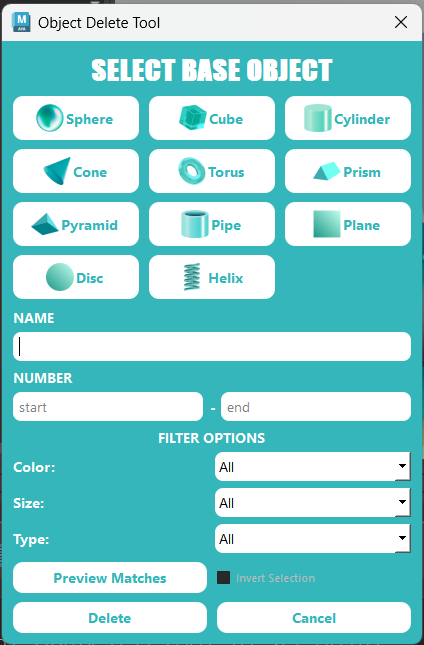 M
AYA
Object Delete Tool
SELECT BASE OBJECT
Sphere
Cube
Cylinder
Cone
Torus
Prism
Pyramid
Pipe
Plane
Disc
Helix
NAME
NUMBER
start - end
FILTER OPTIONS
Color: All
Size: All
Type: All
Preview Matches
Invert Selection
Delete
Cancel